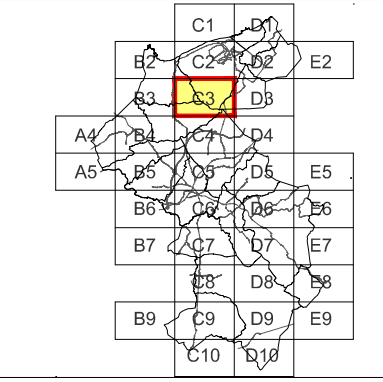 C1 D1
B2 C2 D2 E2
B3 C3 D3
A4 B4 C4 D4
A5 B5 C5 D5 E5
B6 C6 D6 E6
B7 C7 D7 E7
C8 D8 E8
B9 C9 D9 E9
C10 D10